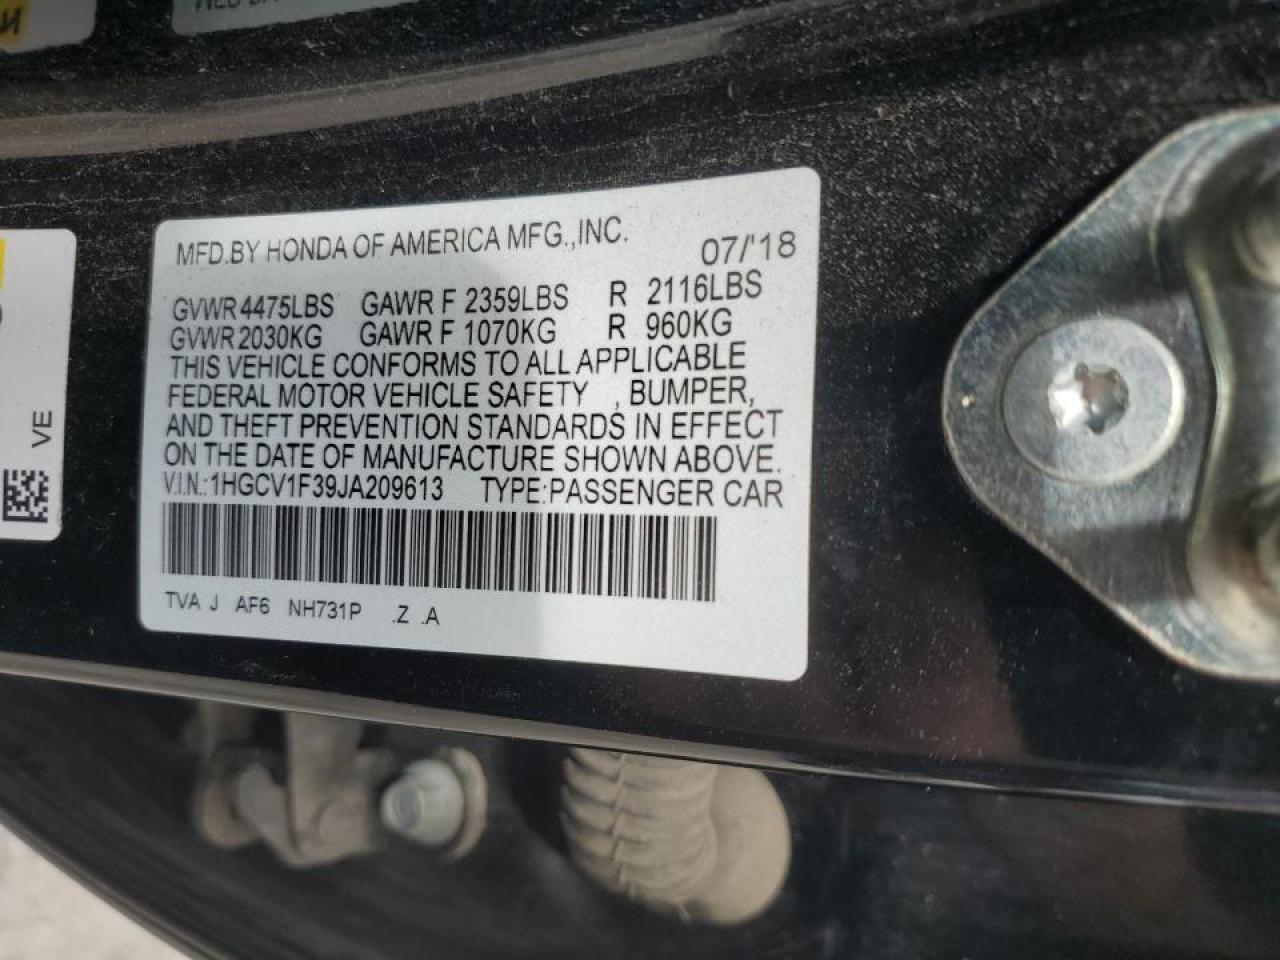 MFD.BY HONDA OF AMERICA MFG.,INC.
07/'18
GVWR 4475LBS GAWR F 2359LBS R 2116LBS
GVWR 2030KG GAWR F 1070KG R 960KG
THIS VEHICLE CONFORMS TO ALL APPLICABLE
FEDERAL MOTOR VEHICLE SAFETY , BUMPER,
AND THEFT PREVENTION STANDARDS IN EFFECT
ON THE DATE OF MANUFACTURE SHOWN ABOVE.
V.I.N.:1HGCV1F39JA209613 TYPE:PASSENGER CAR
TVA J AF6 NH731P .Z .A
VE